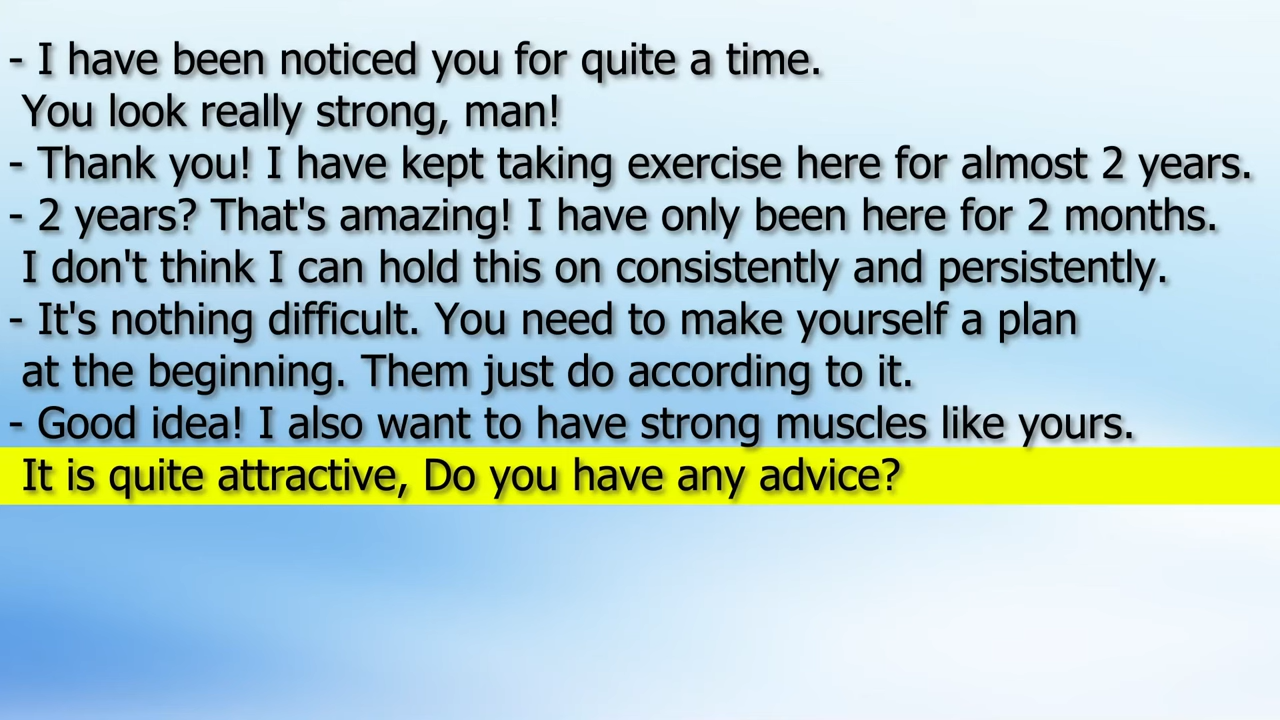 - I have been noticed you for quite a time.
You look really strong, man!
- Thank you! I have kept taking exercise here for almost 2 years.
- 2 years? That's amazing! I have only been here for 2 months.
I don't think I can hold this on consistently and persistently.
- It's nothing difficult. You need to make yourself a plan
at the beginning. Them just do according to it.
- Good idea! I also want to have strong muscles like yours.
It is quite attractive, Do you have any advice?